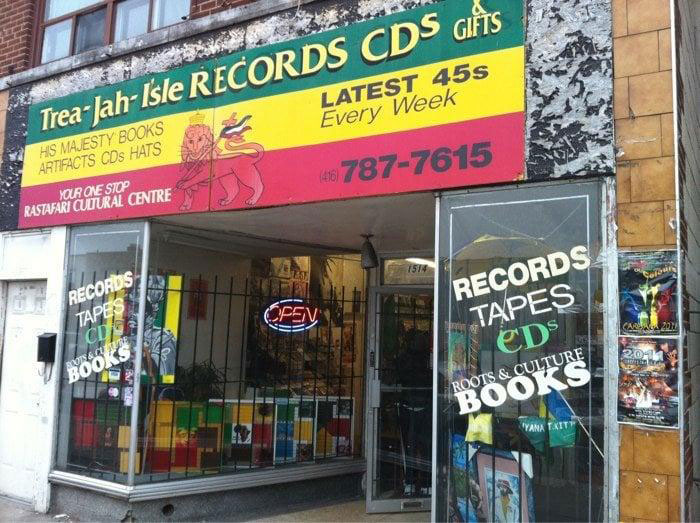 Trea-Jah-Isle RECORDS CDs & GIFTS
HIS MAJESTY BOOKS
ARTIFACTS CDs HATS
LATEST 45s
Every Week
YOUR ONE STOP
RASTAFARI CULTURAL CENTRE
(416) 787-7615
RECORDS
TAPES
CDs
ROOTS & CULTURE
BOOKS
OPEN
1514
RECORDS
TAPES
CDs
ROOTS & CULTURE
BOOKS
2011